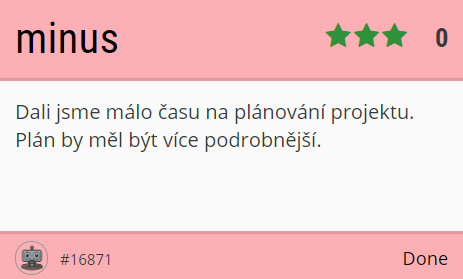 minus 0
Dali jsme málo času na plánování projektu.
Plán by měl být více podrobnější.
#16871 Done